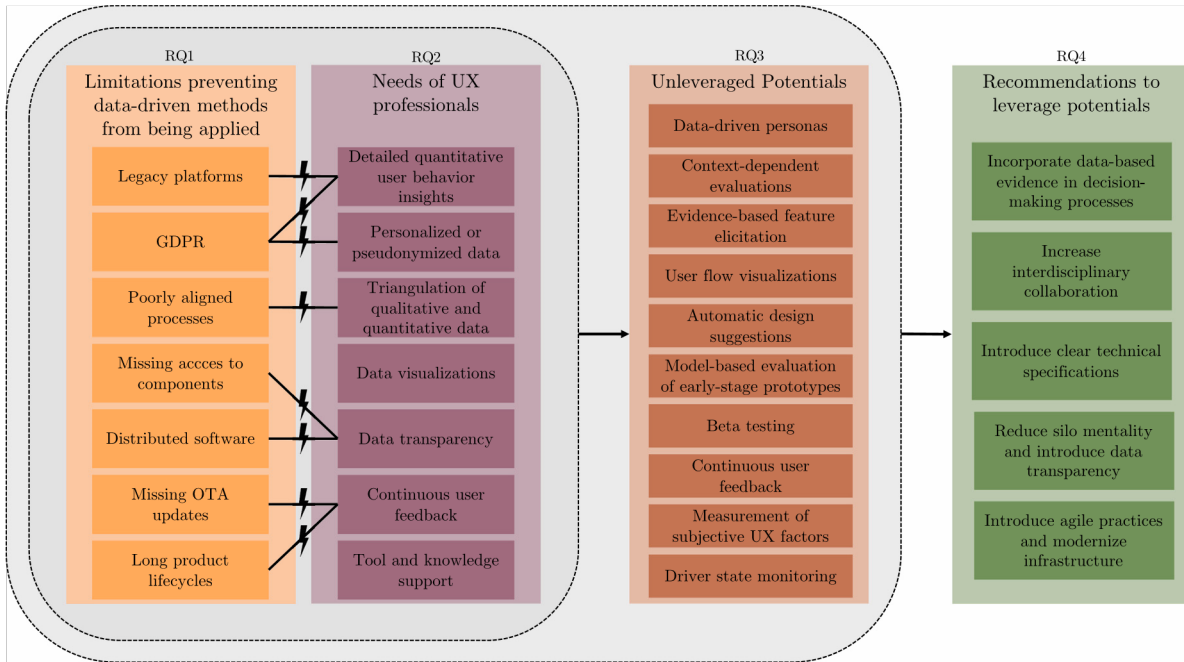 RQ1
Limitations preventing
data-driven methods
from being applied
Legacy platforms
GDPR
Poorly aligned
processes
Missing accces to
components
Distributed software
Missing OTA
updates
Long product
lifecycles
RQ2
Needs of UX
professionals
Detailed quantitative
user behavior
insights
Personalized or
pseudonymized data
Triangulation of
qualitative and
quantitative data
Data visualizations
Data transparency
Continuous user
feedback
Tool and knowledge
support
RQ3
Unleveraged Potentials
Data-driven personas
Context-dependent
evaluations
Evidence-based feature
elicitation
User flow visualizations
Automatic design
suggestions
Model-based evaluation
of early-stage prototypes
Beta testing
Continuous user
feedback
Measurement of
subjective UX factors
Driver state monitoring
RQ4
Recommendations to
leverage potentials
Incorporate data-based
evidence in decision-
making processes
Increase
interdisciplinary
collaboration
Introduce clear technical
specifications
Reduce silo mentality
and introduce data
transparency
Introduce agile practices
and modernize
infrastructure